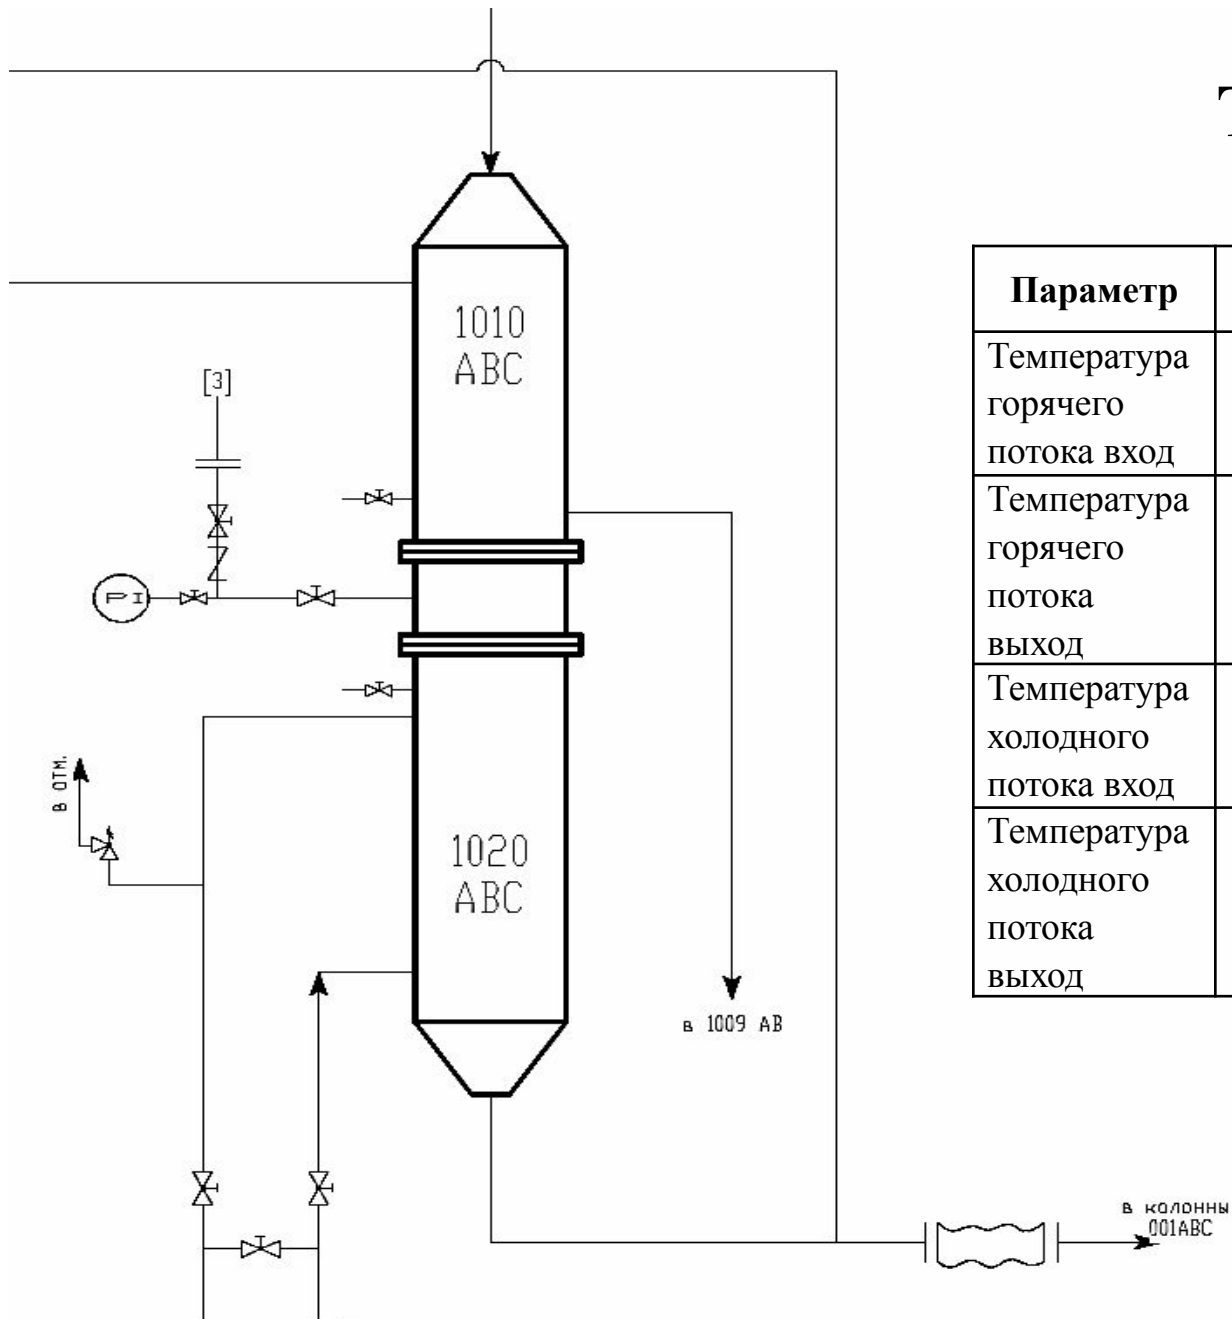 Т
1010
ABC
[3]
PI
в отм.
1020
ABC
в 1009 АВ
в колонны
001АВС
Параметр
Температура
горячего
потока вход
Температура
горячего
потока
выход
Температура
холодного
потока вход
Температура
холодного
потока
выход